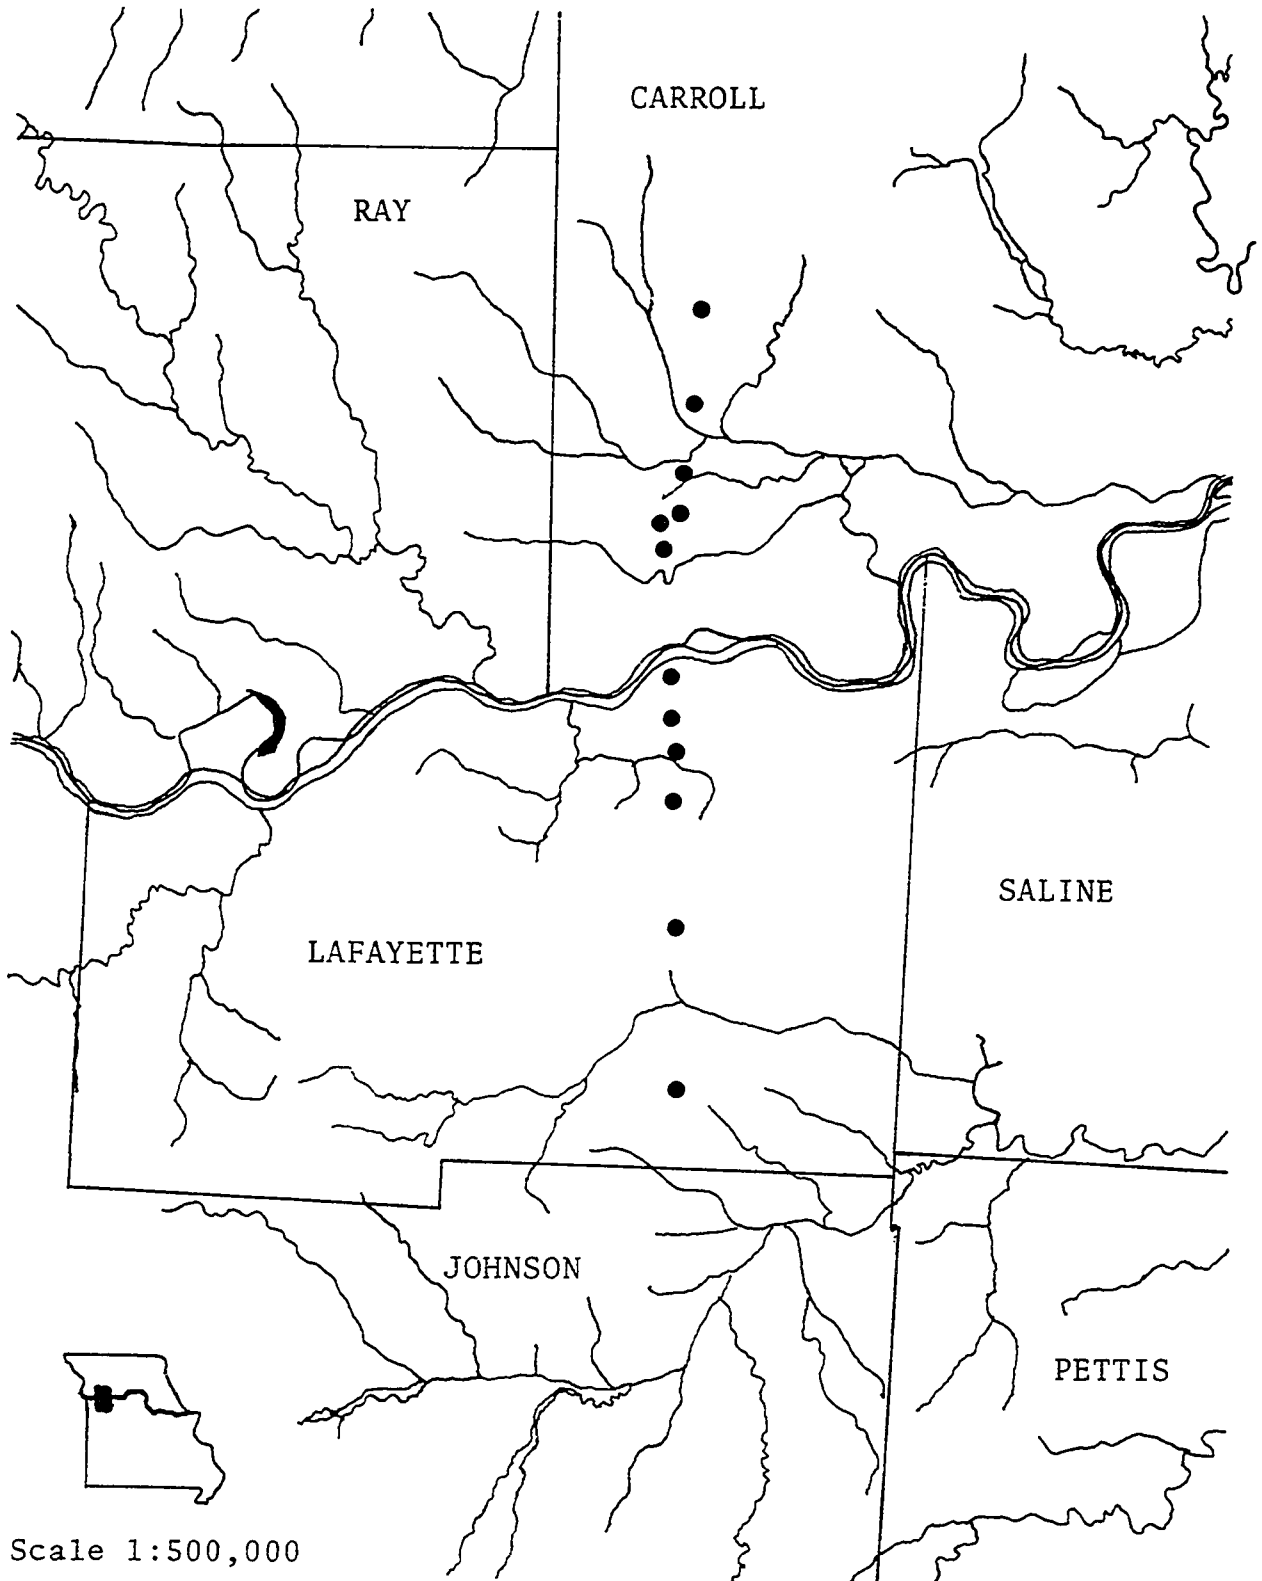 CARROLL
RAY
SALINE
LAFAYETTE
JOHNSON
PETTIS
Scale 1:500,000